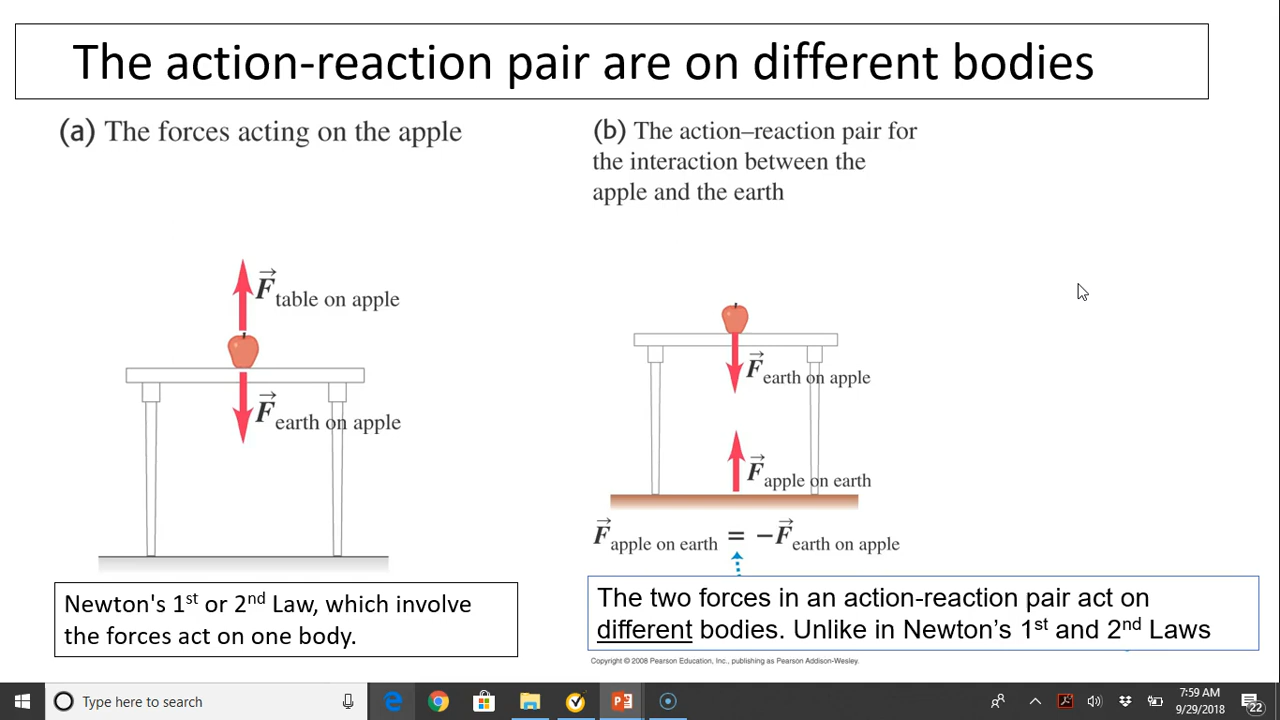 The action-reaction pair are on different bodies
(a) The forces acting on the apple
F⃗ table on apple
F⃗ earth on apple
Newton's 1st or 2nd Law, which involve
the forces act on one body.
(b) The action–reaction pair for
the interaction between the
apple and the earth
F⃗ earth on apple
F⃗ apple on earth
F⃗ apple on earth = −F⃗ earth on apple
The two forces in an action-reaction pair act on
different bodies. Unlike in Newton’s 1st and 2nd Laws
Copyright © 2008 Pearson Education, Inc., publishing as Pearson Addison-Wesley.
Type here to search
7:59 AM
9/29/2018
22